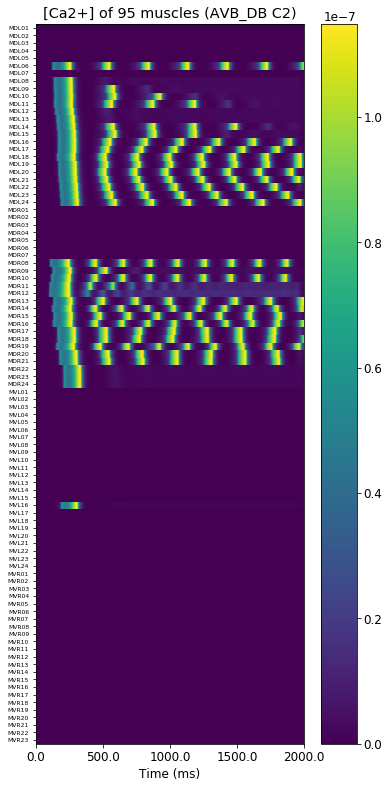 [Ca2+] of 95 muscles (AVB_DB C2)
1e−7
MDL01
MDL02
MDL03
MDL04
MDL05
MDL06
MDL07
MDL08
MDL09
MDL10
MDL11
MDL12
MDL13
MDL14
MDL15
MDL16
MDL17
MDL18
MDL19
MDL20
MDL21
MDL22
MDL23
MDL24
MDR01
MDR02
MDR03
MDR04
MDR05
MDR06
MDR07
MDR08
MDR09
MDR10
MDR11
MDR12
MDR13
MDR14
MDR15
MDR16
MDR17
MDR18
MDR19
MDR20
MDR21
MDR22
MDR23
MDR24
MVL01
MVL02
MVL03
MVL04
MVL05
MVL06
MVL07
MVL08
MVL09
MVL10
MVL11
MVL12
MVL13
MVL14
MVL15
MVL16
MVL17
MVL18
MVL19
MVL20
MVL21
MVL22
MVL23
MVL24
MVR01
MVR02
MVR03
MVR04
MVR05
MVR06
MVR07
MVR08
MVR09
MVR10
MVR11
MVR12
MVR13
MVR14
MVR15
MVR16
MVR17
MVR18
MVR19
MVR20
MVR21
MVR22
MVR23
0.0 500.0 1000.0 1500.0 2000.0
Time (ms)
1.0
0.8
0.6
0.4
0.2
0.0